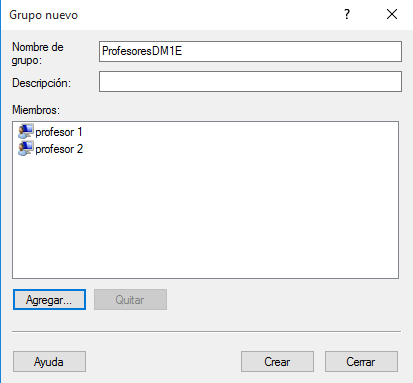 Grupo nuevo
?
Nombre de
grupo:
ProfesoresDM1E
Descripción:
Miembros:
profesor 1
profesor 2
Agregar...
Quitar
Ayuda
Crear
Cerrar